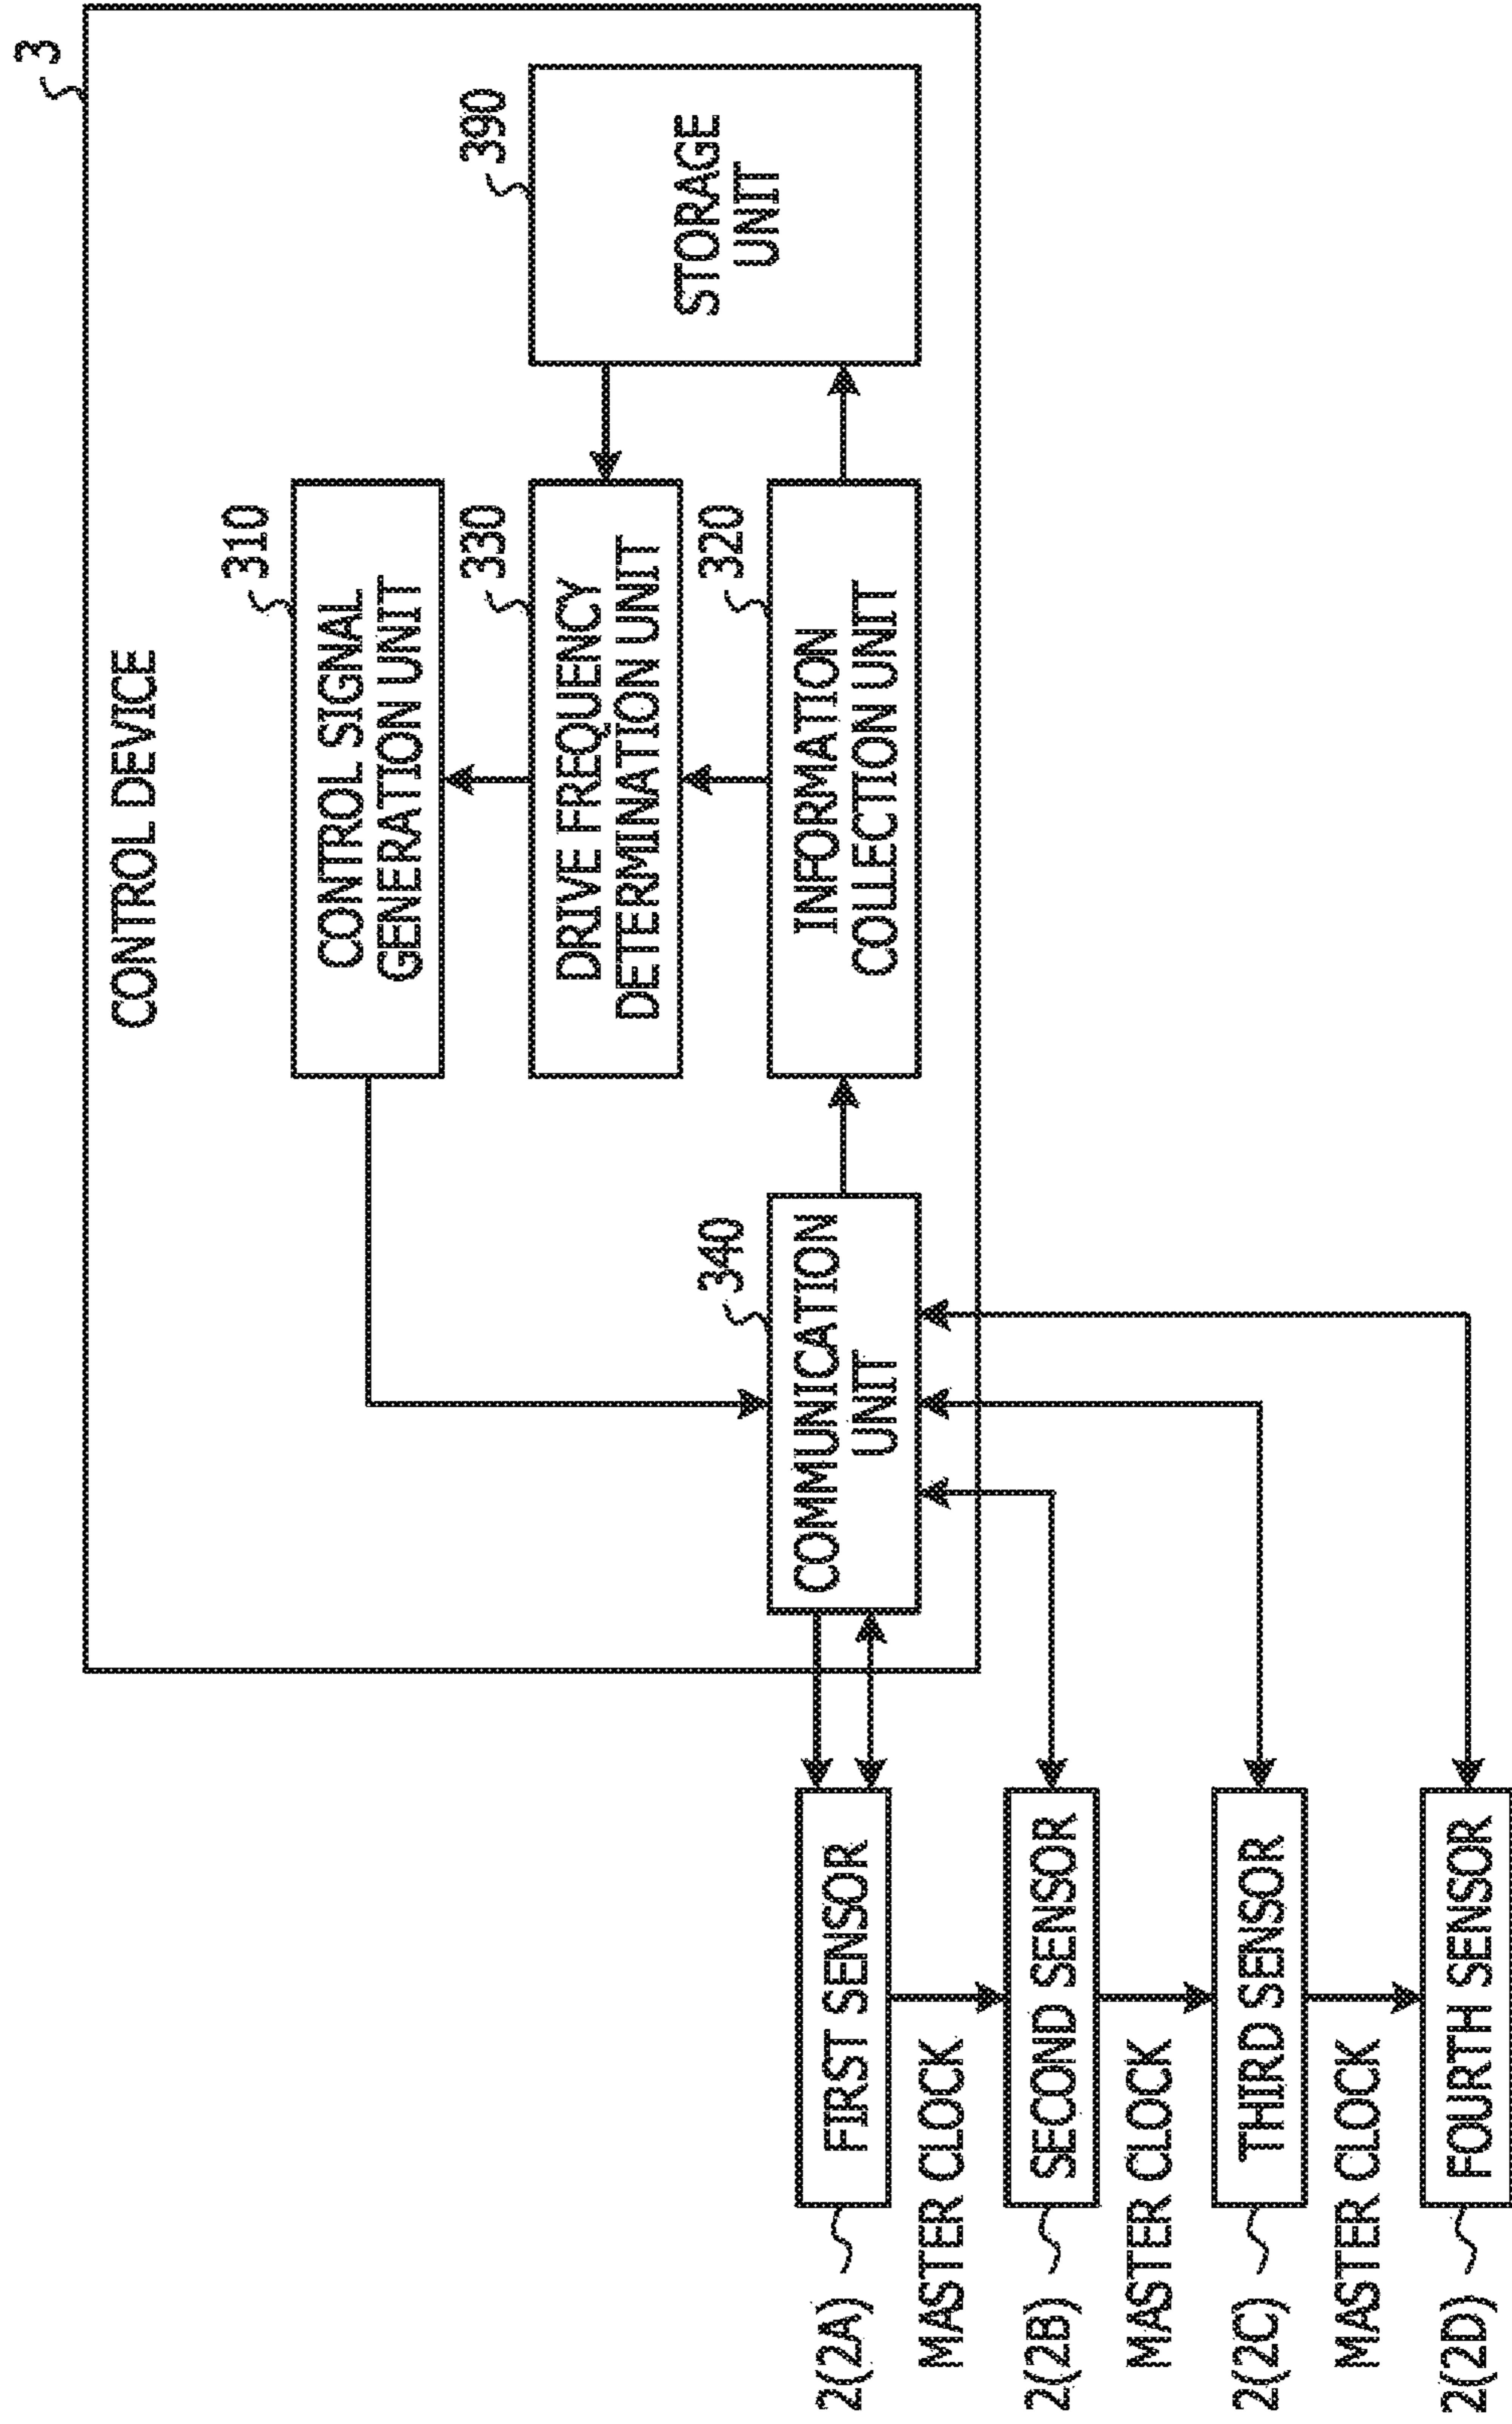 3
CONTROL DEVICE
310
CONTROL SIGNAL
GENERATION UNIT
390
330
DRIVE FREQUENCY
DETERMINATION UNIT
STORAGE
UNIT
340
320
COMMUNICATION
UNIT
INFORMATION
COLLECTION UNIT
2(2A)
FIRST SENSOR
MASTER CLOCK
2(2B)
SECOND SENSOR
MASTER CLOCK
2(2C)
THIRD SENSOR
MASTER CLOCK
2(2D)
FOURTH SENSOR